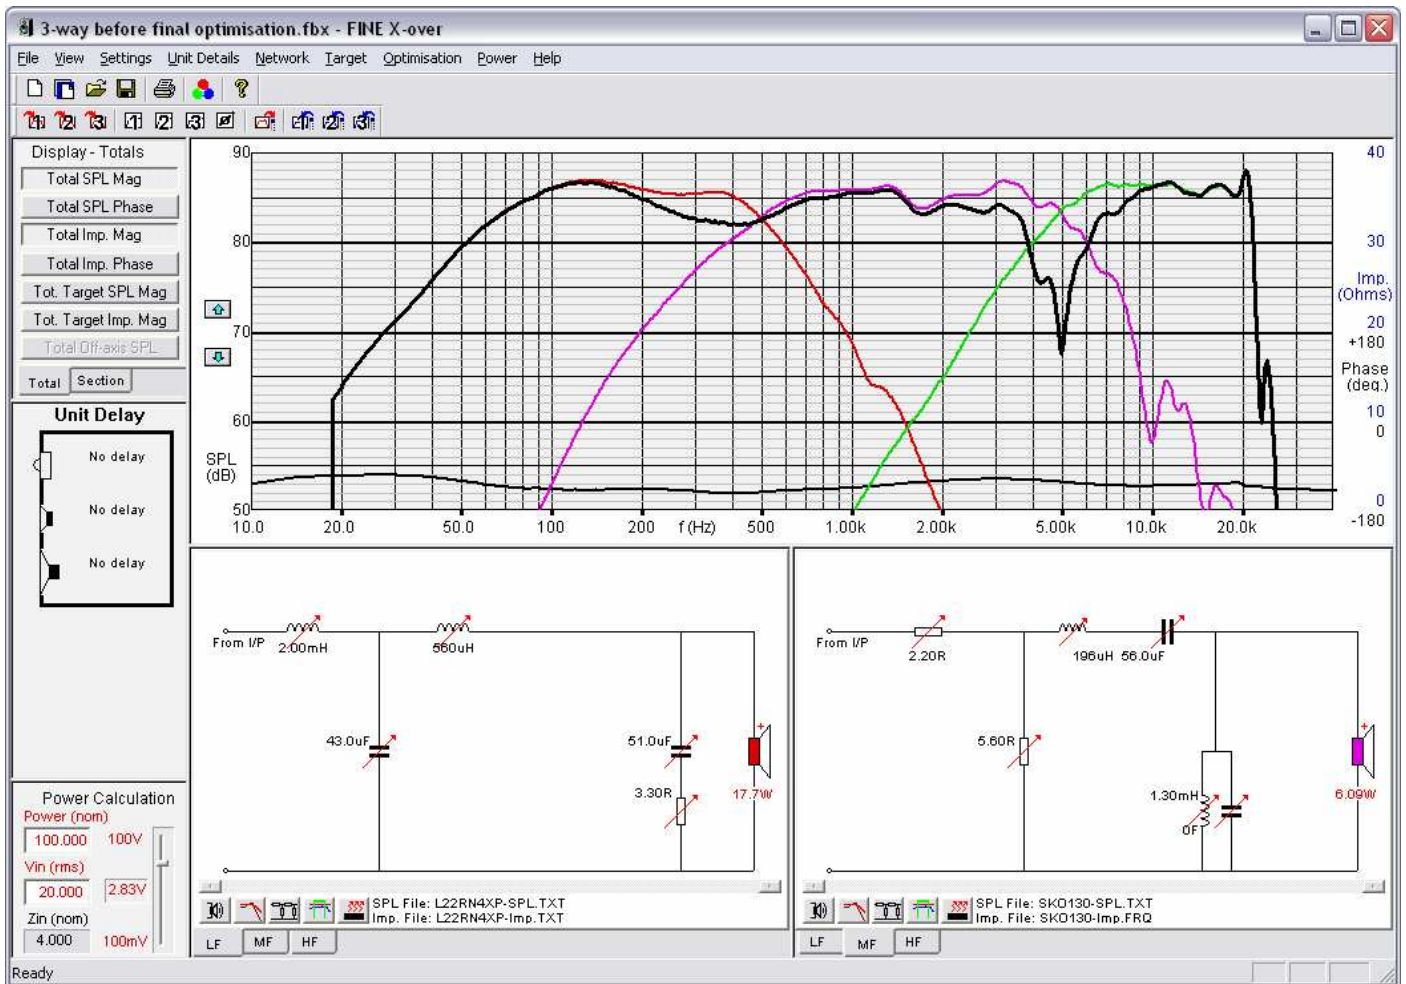 3-way before final optimisation.fbx - FINE X-over
File View Settings Unit Details Network Target Optimisation Power Help
Display - Totals
Total SPL Mag
Total SPL Phase
Total Imp. Mag
Total Imp. Phase
Tot. Target SPL Mag
Tot. Target Imp. Mag
Total Off-axis SPL
Total Section
Unit Delay
No delay
No delay
No delay
Power Calculation
Power (nom)
100.000 100V
Vin (rms)
20.000 2.83V
Zin (nom)
4.000 100mV
90 40
80 30
Imp.
(Ohms)
70 20
+180
Phase
(deg.)
60 10
0
SPL
(dB)
50 0
-180
10.0 20.0 50.0 100 200 f (Hz) 500 1.00k 2.00k 5.00k 10.0k 20.0k
From I/P 2.00mH 560uH
43.0uF 51.0uF
3.30R 17.7W
SPL File: L22RN4XP-SPL.TXT
Imp. File: L22RN4XP-Imp.TXT
LF MF HF
From I/P 2.20R 196uH 56.0uF
5.60R
1.30mH 6.09W
0F
SPL File: SKO130-SPL.TXT
Imp. File: SKO130-Imp.FRQ
LF MF HF
Ready